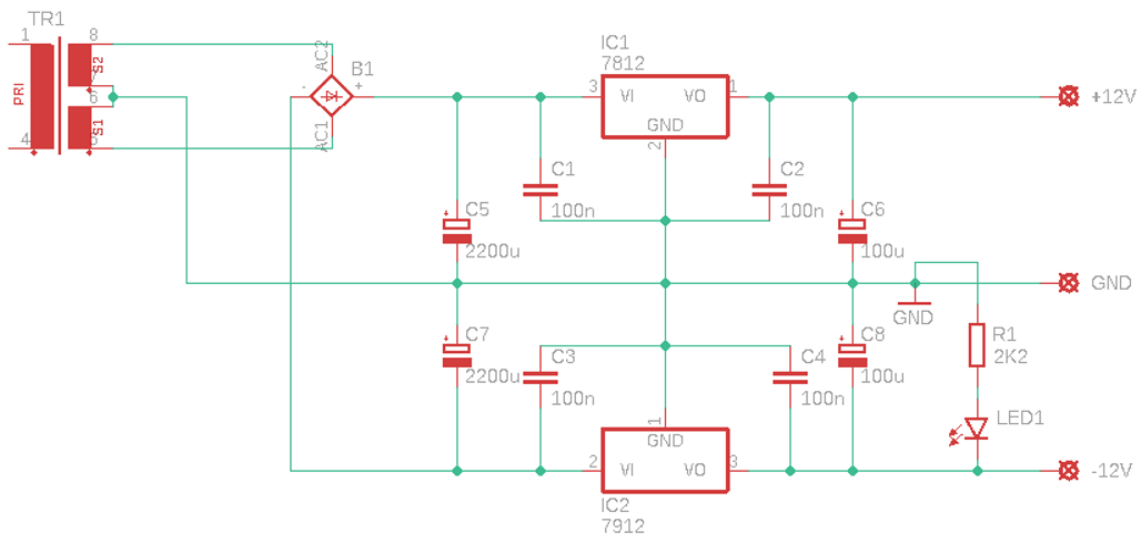 TR1
1
8
AC2
IC1
7812
PRI
S2
B1
-
+
3
VI
VO
1
+12V
6
S1
4
AC1
GND
2
C1
100n
C2
100n
C5
2200u
C6
100u
GND
GND
C7
2200u
C3
100n
C4
100n
C8
100u
R1
2K2
1
GND
LED1
2
VI
VO
3
-12V
IC2
7912